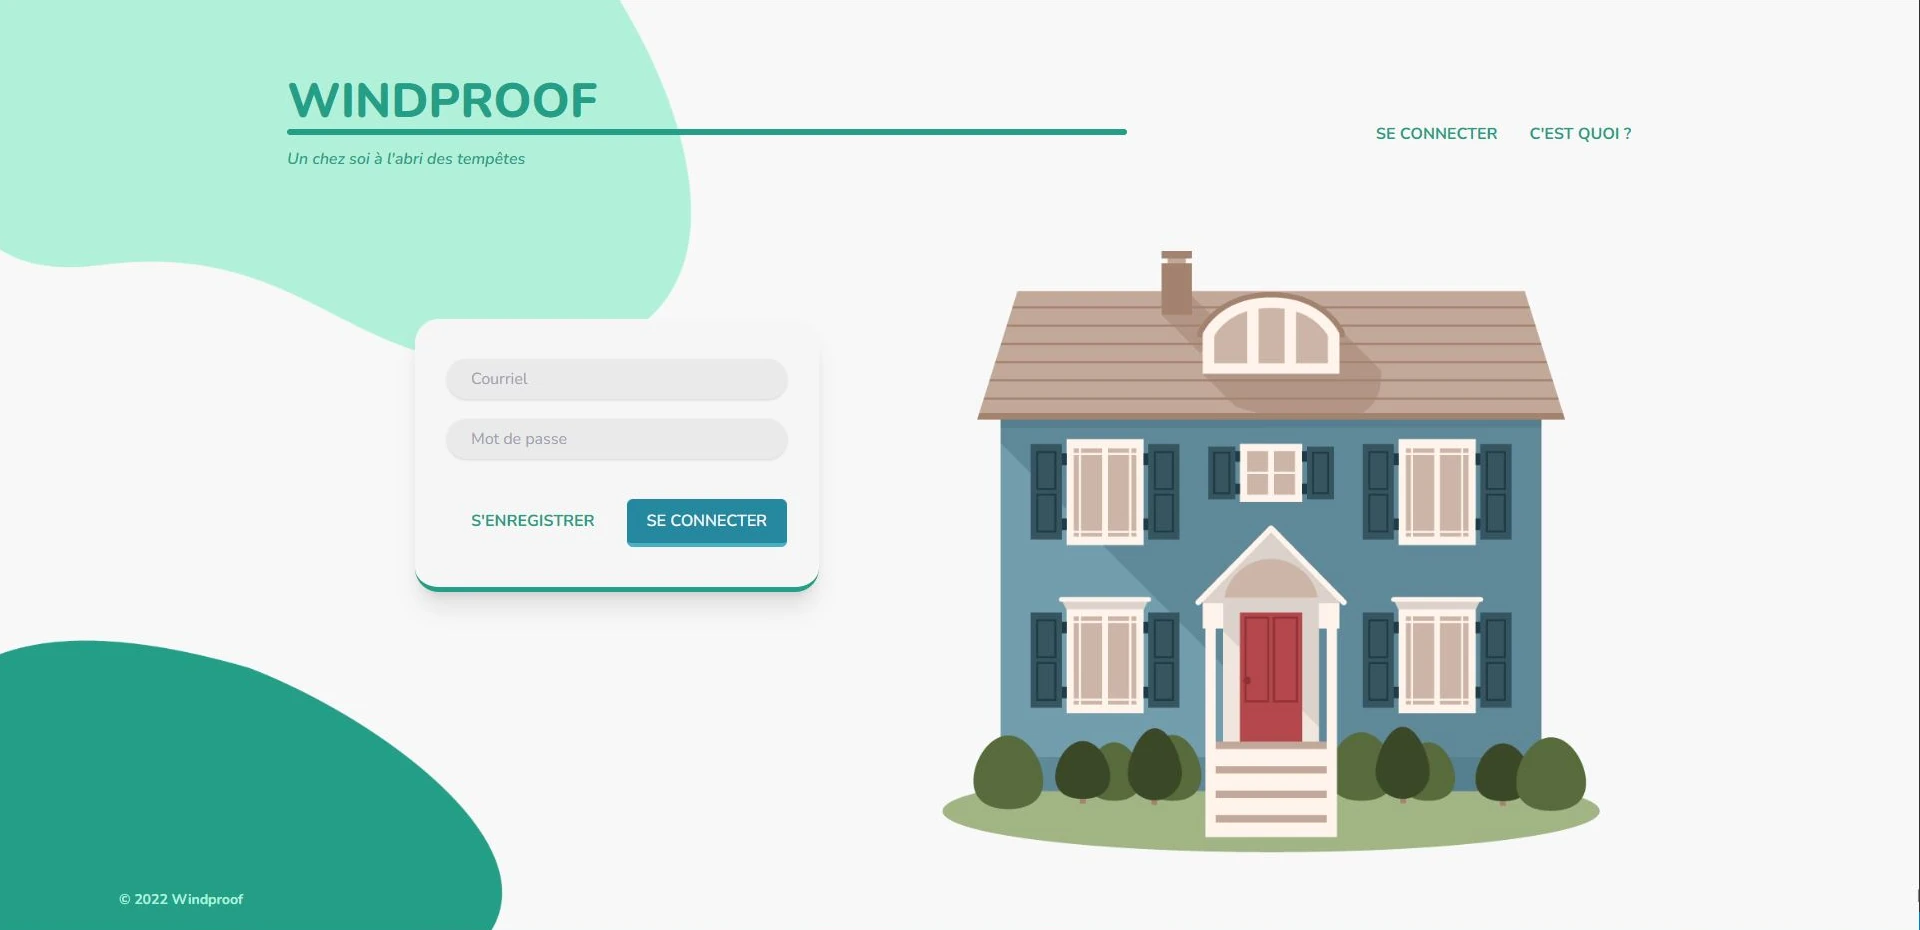 WINDPROOF
Un chez soi à l'abri des tempêtes
SE CONNECTER
C'EST QUOI ?
Courriel
Mot de passe
S'ENREGISTRER
SE CONNECTER
© 2022 Windproof